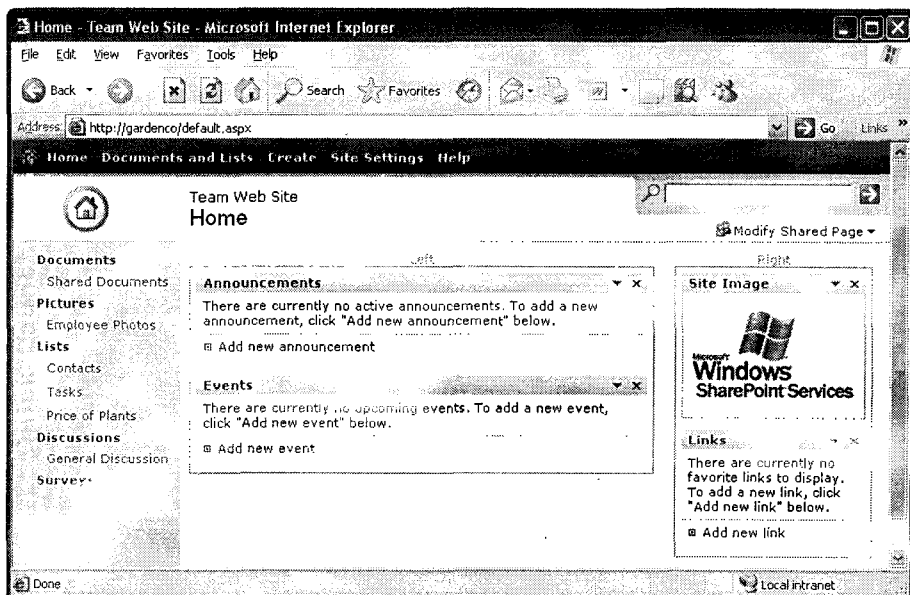 Home - Team Web Site - Microsoft Internet Explorer
File Edit View Favorites Tools Help
Back Search Favorites
Address http://gardenco/default.aspx Go Links »
Home Documents and Lists Create Site Settings Help
Team Web Site
Home
Modify Shared Page
Left Right
Documents
Shared Documents
Pictures
Employee Photos
Lists
Contacts
Tasks
Price of Plants
Discussions
General Discussion
Surveys
Announcements
There are currently no active announcements. To add a new
announcement, click "Add new announcement" below.
Add new announcement
Events
There are currently no upcoming events. To add a new event,
click "Add new event" below.
Add new event
Site Image
Microsoft
Windows
SharePoint Services
Links
There are currently no
favorite links to display.
To add a new link, click
"Add new link" below.
Add new link
Done Local intranet